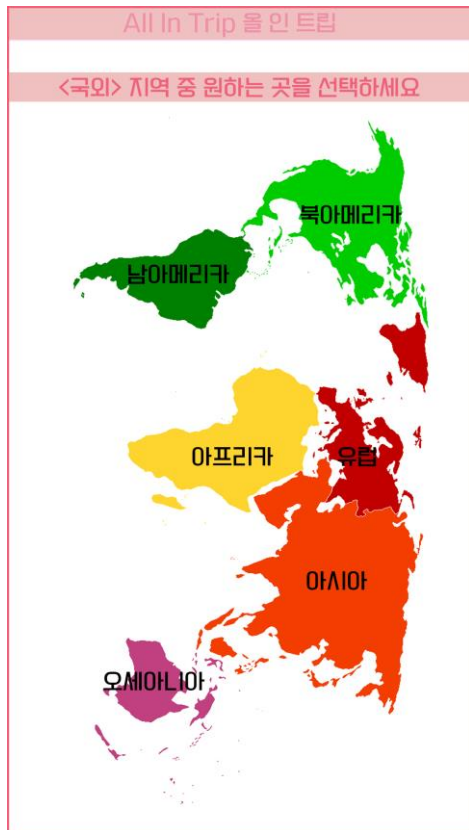 All In Trip 올 인 트립
<국외> 지역 중 원하는 곳을 선택하세요
북아메리카
남아메리카
아프리카
유럽
아시아
오세아니아